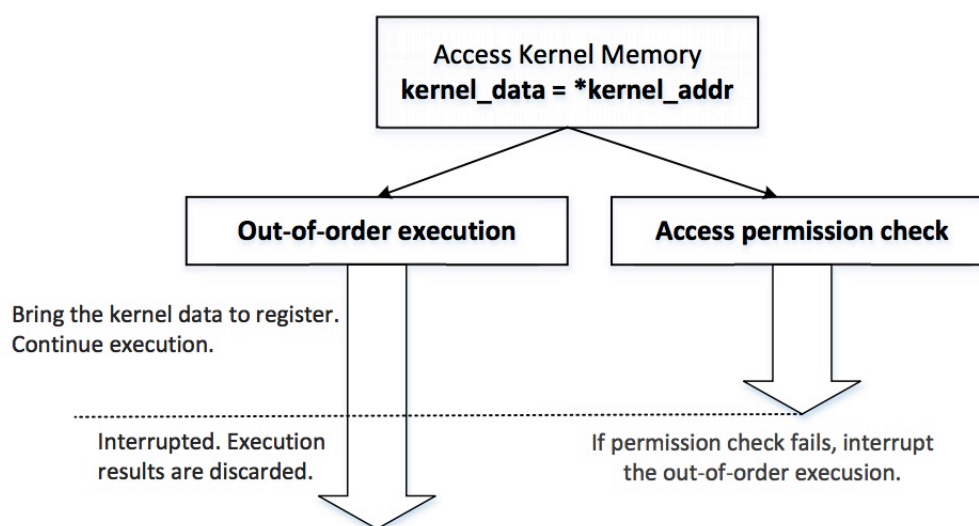 Access Kernel Memory
kernel_data = *kernel_addr
Out-of-order execution
Access permission check
Bring the kernel data to register.
Continue execution.
Interrupted. Execution
results are discarded.
If permission check fails, interrupt
the out-of-order execusion.